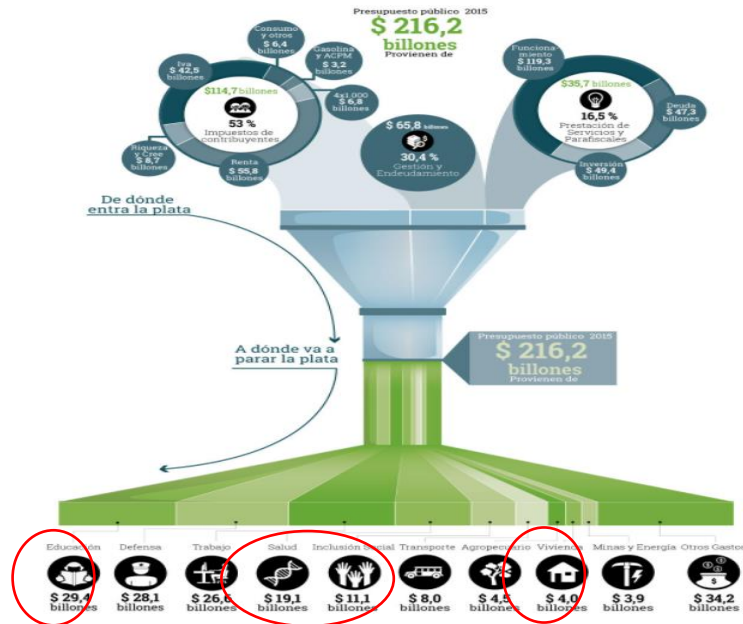 Presupuesto público 2015
$ 216,2
billones
Provienen de
Consumo
y otros
$ 6,4
billones
Gasolina
y ACPM
$ 3,2
billones
Iva
$ 42,5
billones
4x1.000
$ 6,8
billones
$114,7 billones
53 %
Impuestos de
contribuyentes
Riqueza
y Cree
$ 8,7
billones
Renta
$ 55,8
billones
$ 65,8 billones
30,4 %
Gestión y
Endeudamiento
Funciona
miento
$ 119,3
billones
$35,7 billones
16,5 %
Prestación de
Servicios y
Parafiscales
Deuda
$ 47,3
billones
Inversión
$ 49,4
billones
De dónde
entra la plata
A dónde va a
parar la plata
Presupuesto público 2015
$ 216,2
billones
Provienen de
Educación
$ 29,4
billones
Defensa
$ 28,1
billones
Trabajo
$ 26,6
billones
Salud
$ 19,1
billones
Inclusión Social
$ 11,1
billones
Transporte
$ 8,0
billones
Agropecuario
$ 4,5
billones
Vivienda
$ 4,0
billones
Minas y Energía
$ 3,9
billones
Otros Gastos
$ 34,2
billones